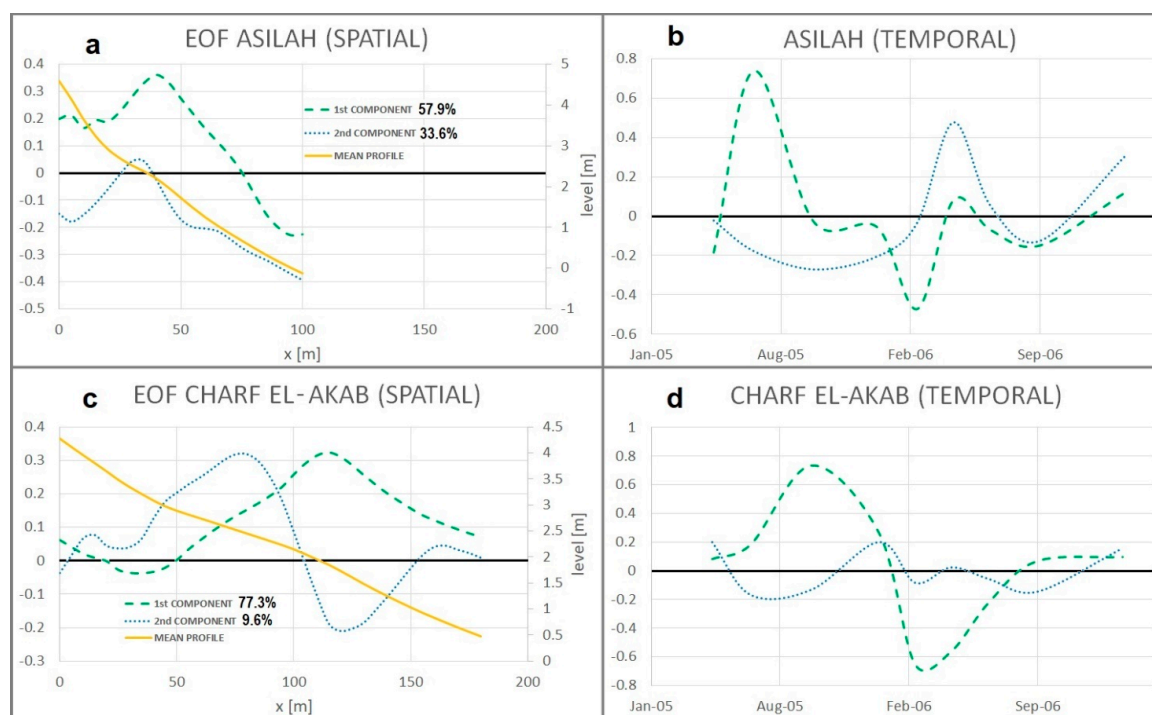 a
EOF ASILAH (SPATIAL)
0.4
0.3
0.2
0.1
0
-0.1
-0.2
-0.3
-0.4
-0.5
1st COMPONENT 57.9%
2nd COMPONENT 33.6%
MEAN PROFILE
5
4
3
2
1
0
-1
level [m]
0
50
100
150
200
x [m]
b
ASILAH (TEMPORAL)
0.8
0.6
0.4
0.2
0
-0.2
-0.4
-0.6
Jan-05
Aug-05
Feb-06
Sep-06
c
EOF CHARF EL-AKAB (SPATIAL)
0.4
0.3
0.2
0.1
0
-0.1
-0.2
-0.3
1st COMPONENT 77.3%
2nd COMPONENT 9.6%
MEAN PROFILE
4.5
4
3.5
3
2.5
2
1.5
1
0.5
0
level [m]
0
50
100
150
200
x [m]
d
CHARF EL-AKAB (TEMPORAL)
1
0.8
0.6
0.4
0.2
0
-0.2
-0.4
-0.6
-0.8
Jan-05
Aug-05
Feb-06
Sep-06